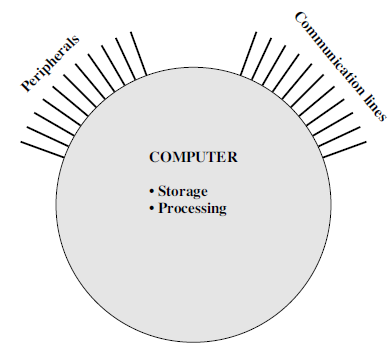 Peripherals
Communication lines
COMPUTER
• Storage
• Processing